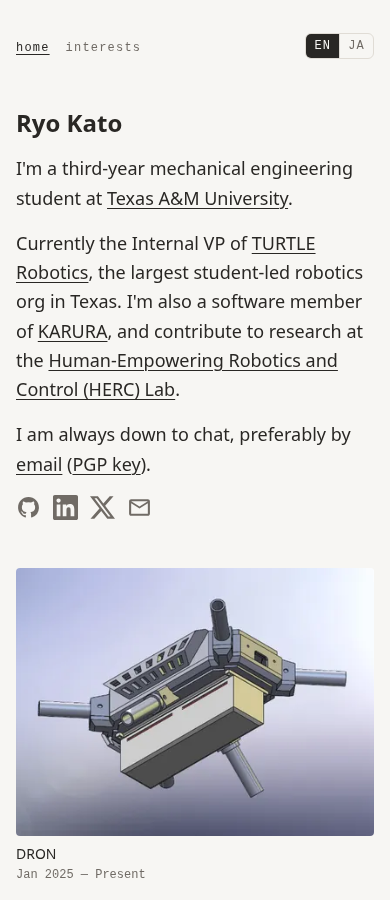 home interests EN JA
Ryo Kato
I'm a third-year mechanical engineering
student at Texas A&M University.
Currently the Internal VP of TURTLE
Robotics, the largest student-led robotics
org in Texas. I'm also a software member
of KARURA, and contribute to research at
the Human-Empowering Robotics and
Control (HERC) Lab.
I am always down to chat, preferably by
email (PGP key).
DRON
Jan 2025 — Present